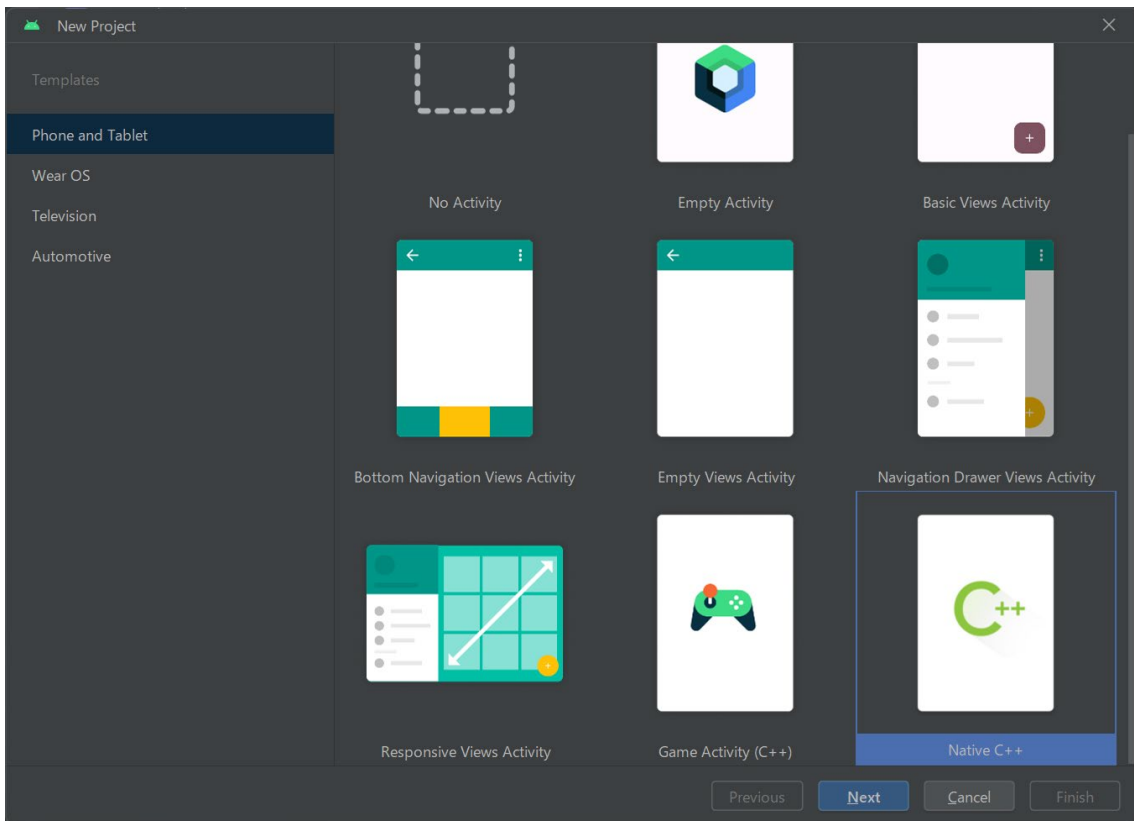 New Project
Templates
Phone and Tablet
Wear OS
Television
Automotive
No Activity
Empty Activity
Basic Views Activity
Bottom Navigation Views Activity
Empty Views Activity
Navigation Drawer Views Activity
C++
Responsive Views Activity
Game Activity (C++)
Native C++
Previous
Next
Cancel
Finish